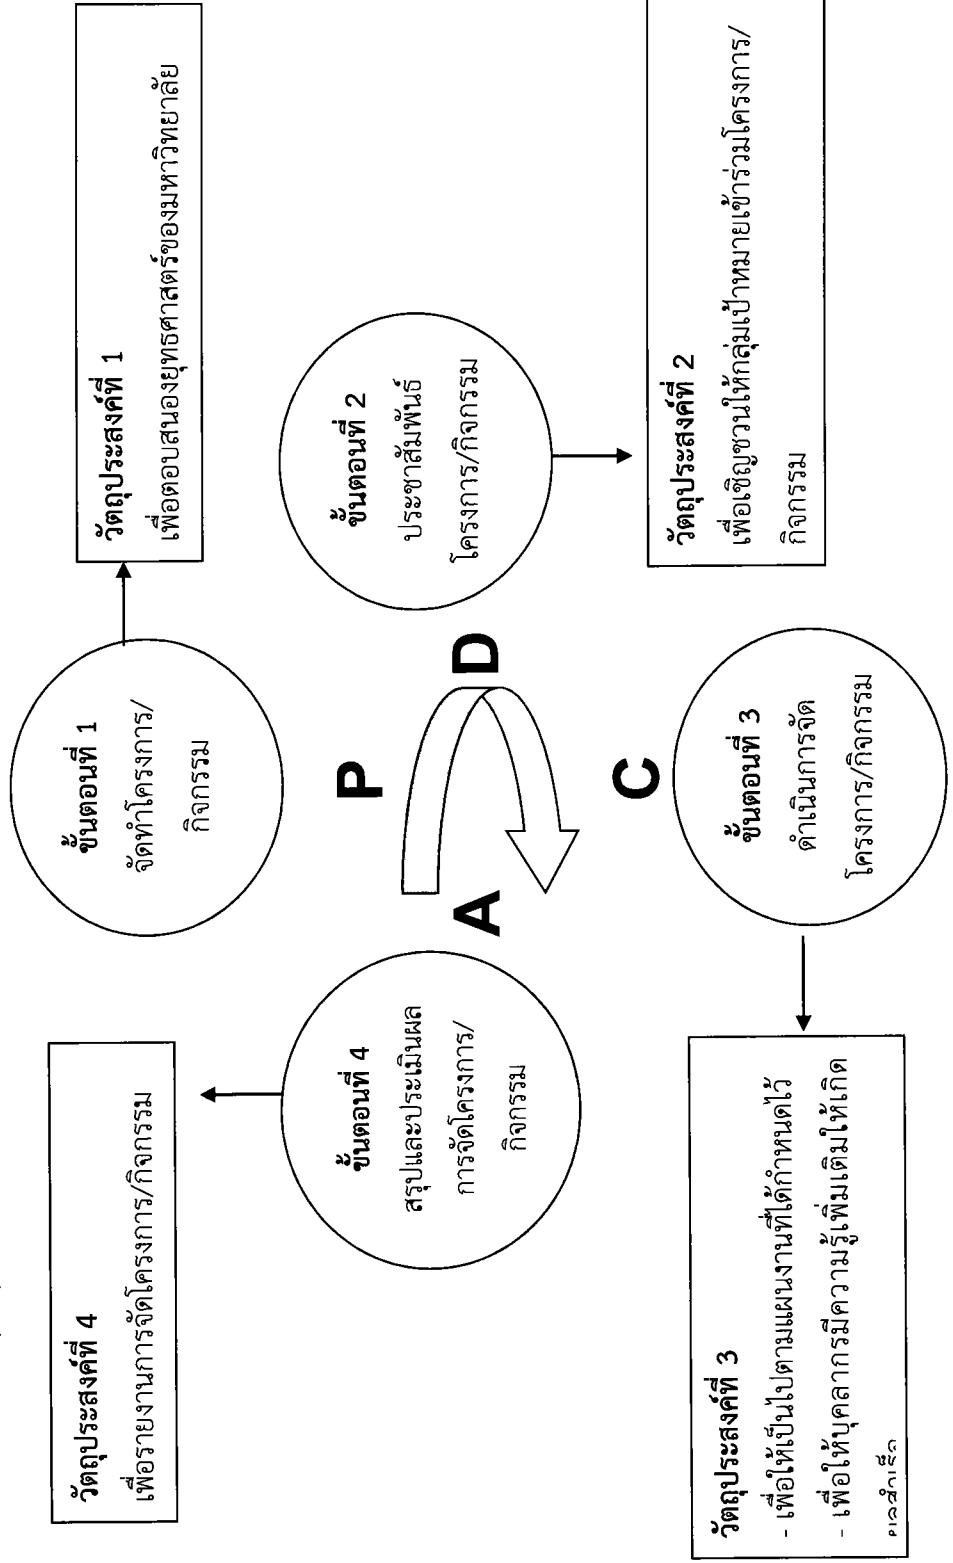 วัตถุประสงค์ที่ 4
เพื่อรายงานการจัดโครงการ/กิจกรรม
ขั้นตอนที่ 1
จัดทำโครงการ/
กิจกรรม
วัตถุประสงค์ที่ 1
เพื่อตอบสนองยุทธศาสตร์ของมหาวิทยาลัย
P
ขั้นตอนที่ 4
สรุปและประเมินผล
การจัดโครงการ/
กิจกรรม
A
D
ขั้นตอนที่ 2
ประชาสัมพันธ์
โครงการ/กิจกรรม
C
วัตถุประสงค์ที่ 3
- เพื่อให้เป็นไปตามแผนงานที่ได้กำหนดไว้
- เพื่อให้บุคลากรมีความรู้เพิ่มเติมให้เกิด
ขั้นตอนที่ 3
ดำเนินการจัด
โครงการ/กิจกรรม
วัตถุประสงค์ที่ 2
เพื่อเชิญชวนให้กลุ่มเป้าหมายเข้าร่วมโครงการ/
กิจกรรม